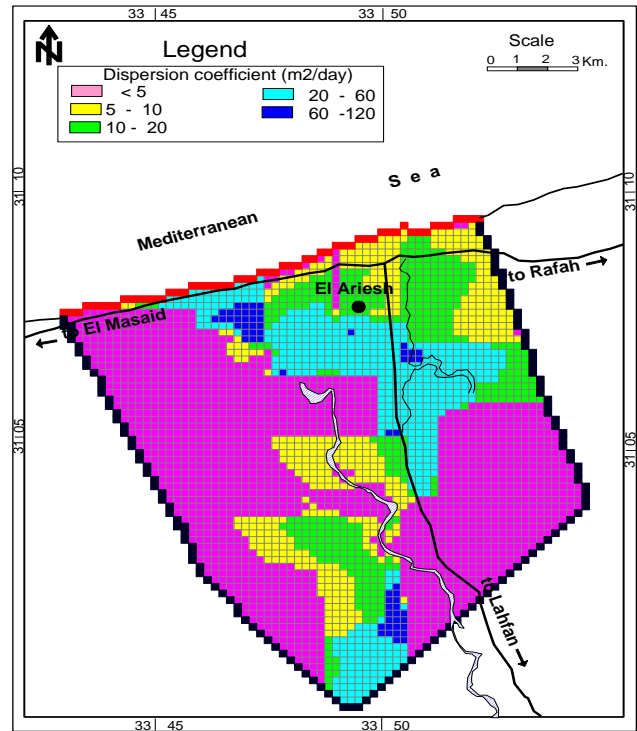 33 45
33 50
N
Legend
Dispersion coefficient (m2/day)
< 5
5 - 10
10 - 20
20 - 60
60 -120
Scale
0 1 2 3 Km.
31 10
31 10
Sea
Mediterranean
to Rafah
El Ariesh
to El Masaid
31 05
31 05
to Lahfan
33 45
33 50